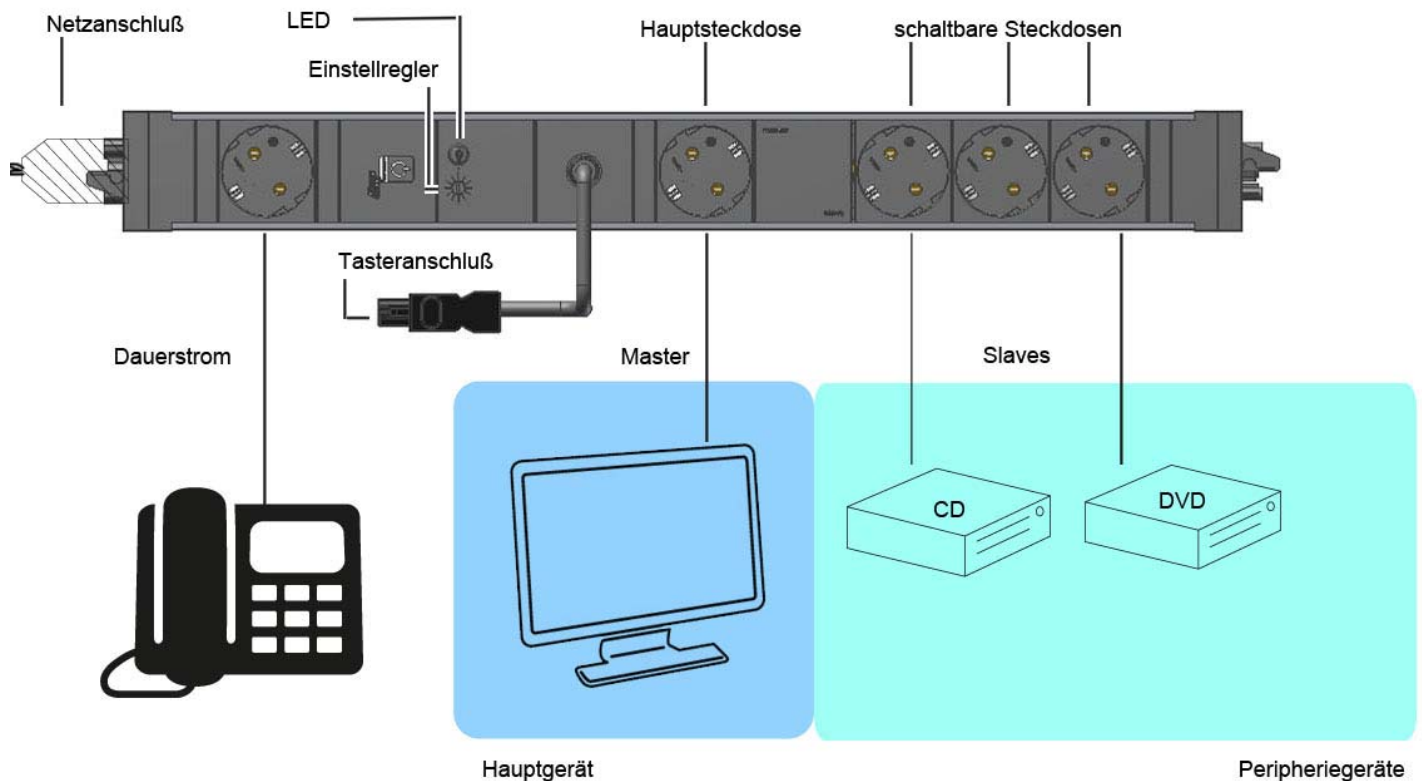 Netzanschluß
LED
Hauptsteckdose
schaltbare Steckdosen
Einstellregler
Tasteranschluß
Dauerstrom
Master
Slaves
CD
DVD
Hauptgerät
Peripheriegeräte